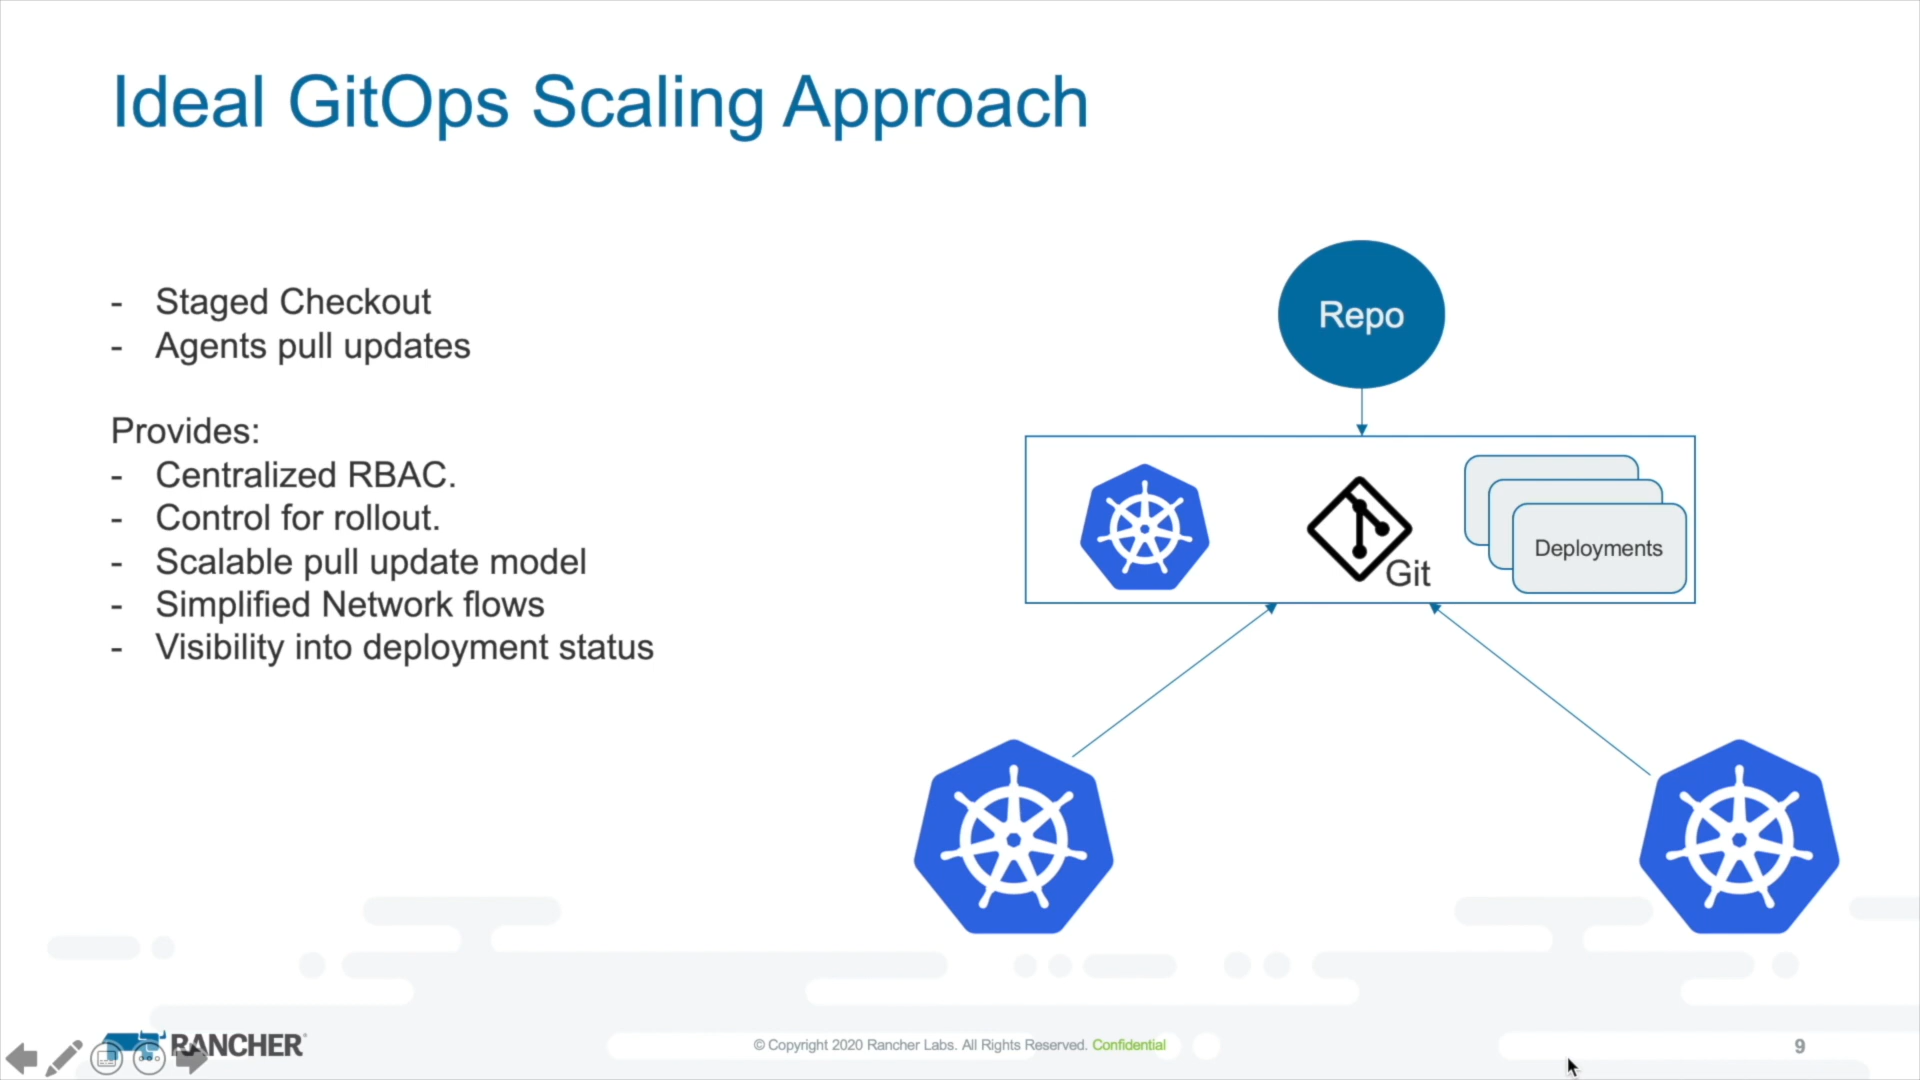 Ideal GitOps Scaling Approach
- Staged Checkout
- Agents pull updates
Provides:
- Centralized RBAC.
- Control for rollout.
- Scalable pull update model
- Simplified Network flows
- Visibility into deployment status
Repo
Git
Deployments
RANCHER
© Copyright 2020 Rancher Labs. All Rights Reserved. Confidential
9